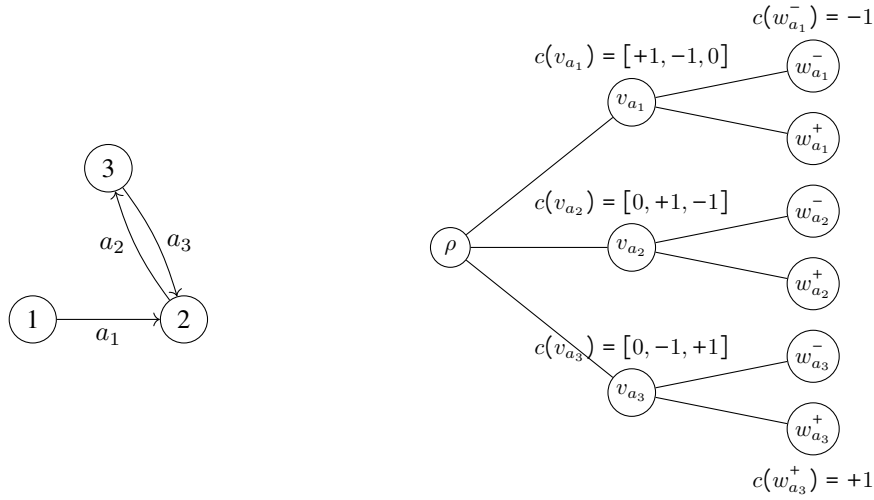 3
a₂
a₃
1
a₁
2
ρ
c(v_{a₁}) = [+1, −1, 0]
v_{a₁}
c(v_{a₂}) = [0, +1, −1]
v_{a₂}
c(v_{a₃}) = [0, −1, +1]
v_{a₃}
c(w⁻_{a₁}) = −1
w⁻_{a₁}
w⁺_{a₁}
w⁻_{a₂}
w⁺_{a₂}
w⁻_{a₃}
w⁺_{a₃}
c(w⁺_{a₃}) = +1